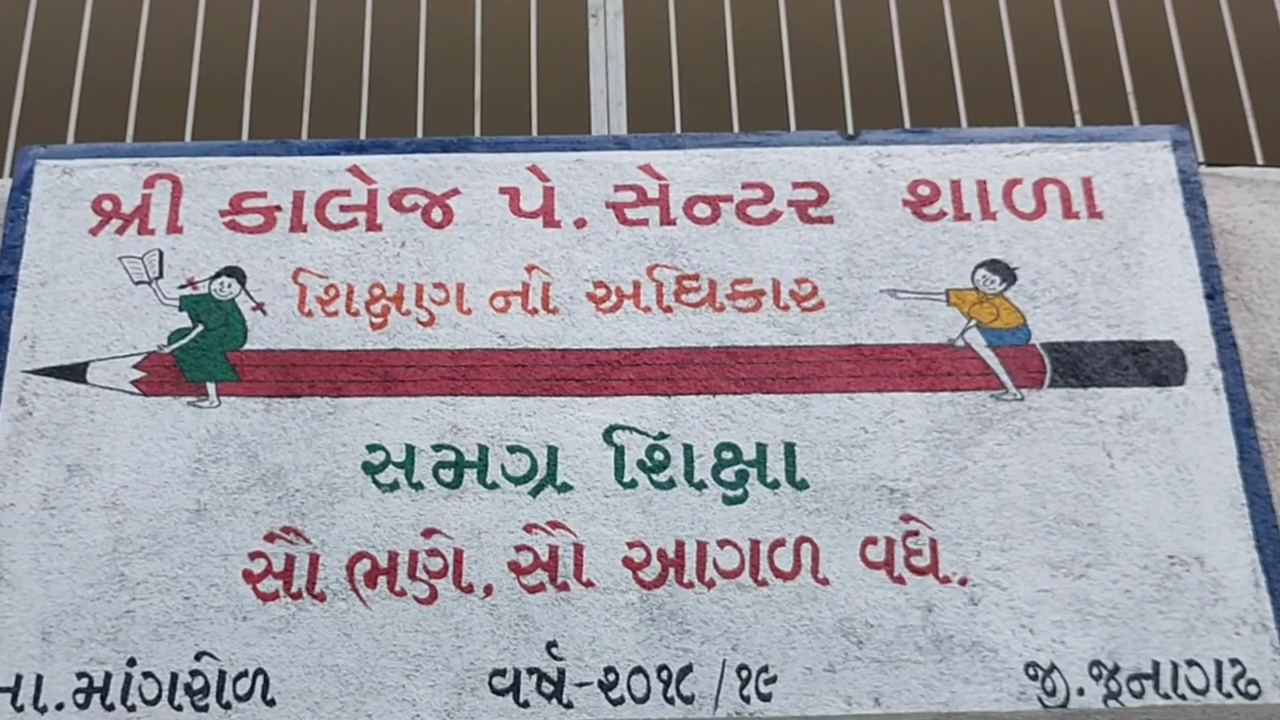 શ્રી કાલેજ પે. સેન્ટર શાળા
શિક્ષણ નો અધિકાર
સમગ્ર શિક્ષા
સૌ ભણે, સૌ આગળ વધે.
તા.માંગરોળ વર્ષ-૨૦૧૮/૧૯ જી.જૂનાગઢ